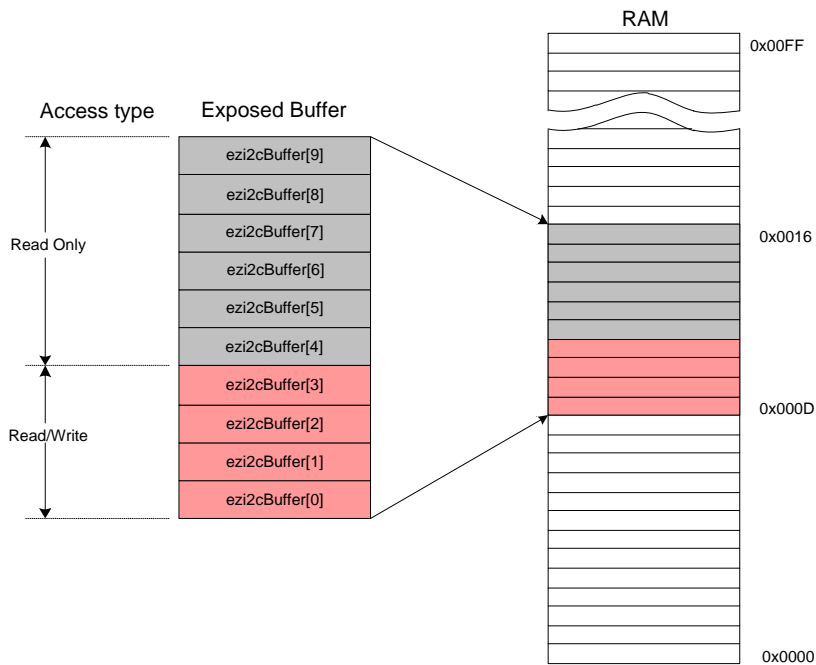 RAM
0x00FF
Access type
Exposed Buffer
ezi2cBuffer[9]
ezi2cBuffer[8]
ezi2cBuffer[7]
0x0016
Read Only
ezi2cBuffer[6]
ezi2cBuffer[5]
ezi2cBuffer[4]
ezi2cBuffer[3]
0x000D
ezi2cBuffer[2]
Read/Write
ezi2cBuffer[1]
ezi2cBuffer[0]
0x0000